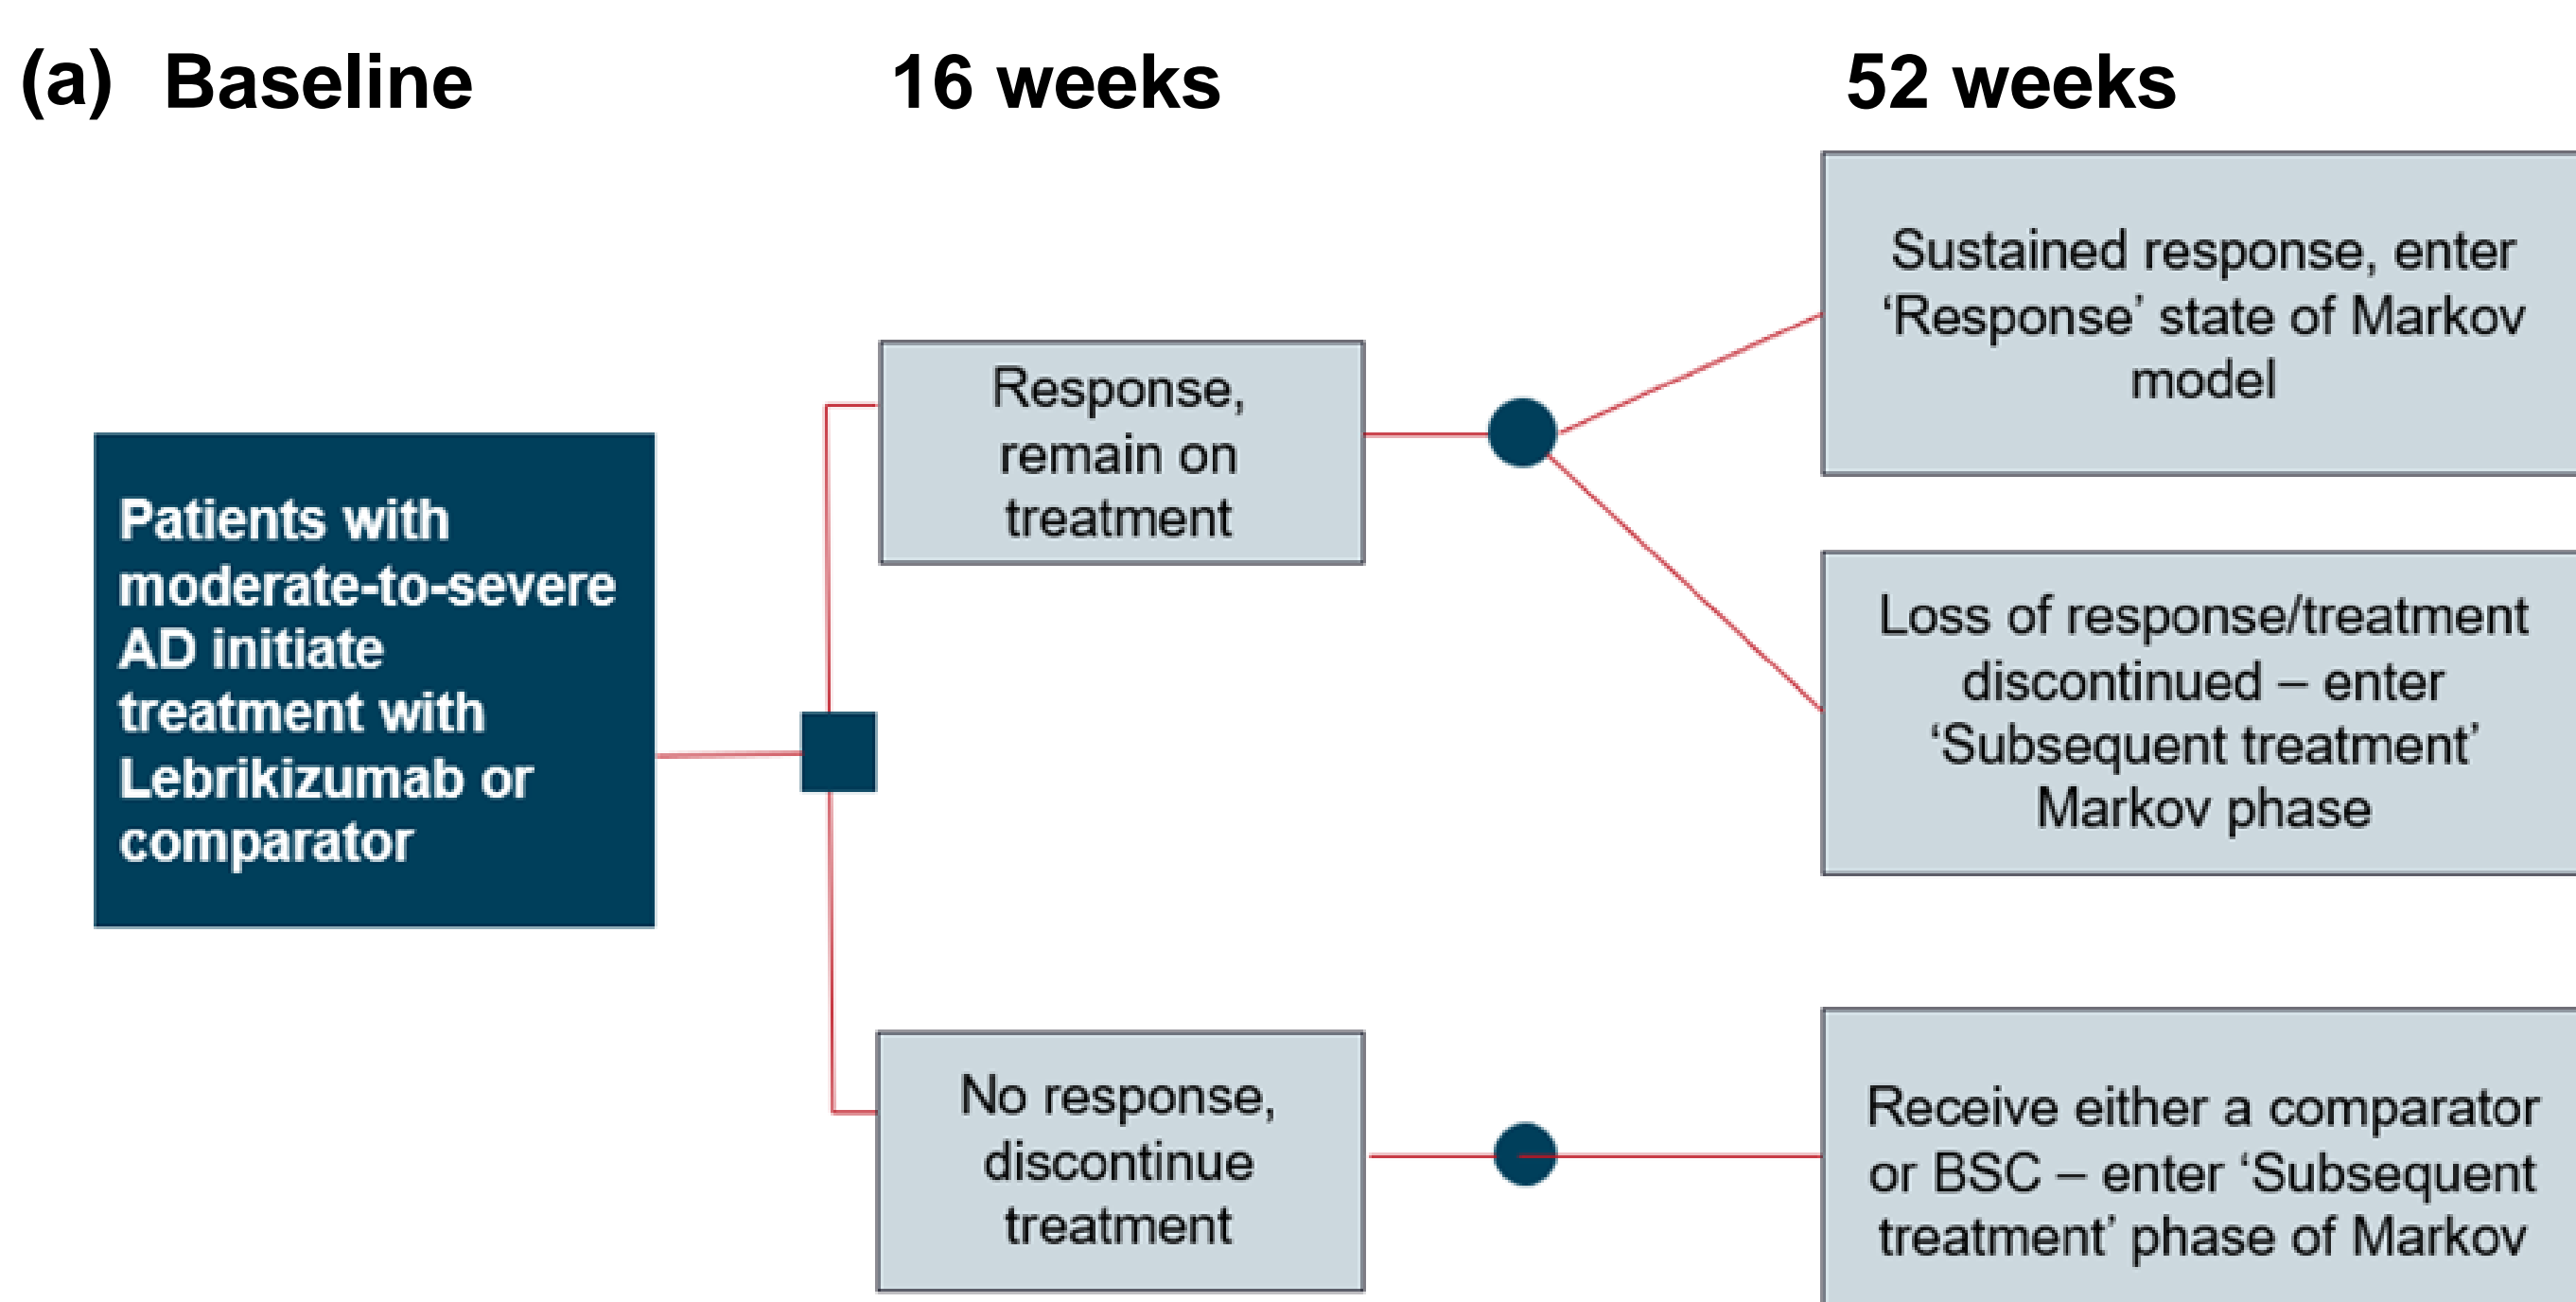 (a) Baseline 16 weeks 52 weeks
Patients with
moderate-to-severe
AD initiate
treatment with
Lebrikizumab or
comparator
Response,
remain on
treatment
No response,
discontinue
treatment
Sustained response, enter
‘Response’ state of Markov
model
Loss of response/treatment
discontinued – enter
‘Subsequent treatment’
Markov phase
Receive either a comparator
or BSC – enter ‘Subsequent
treatment’ phase of Markov